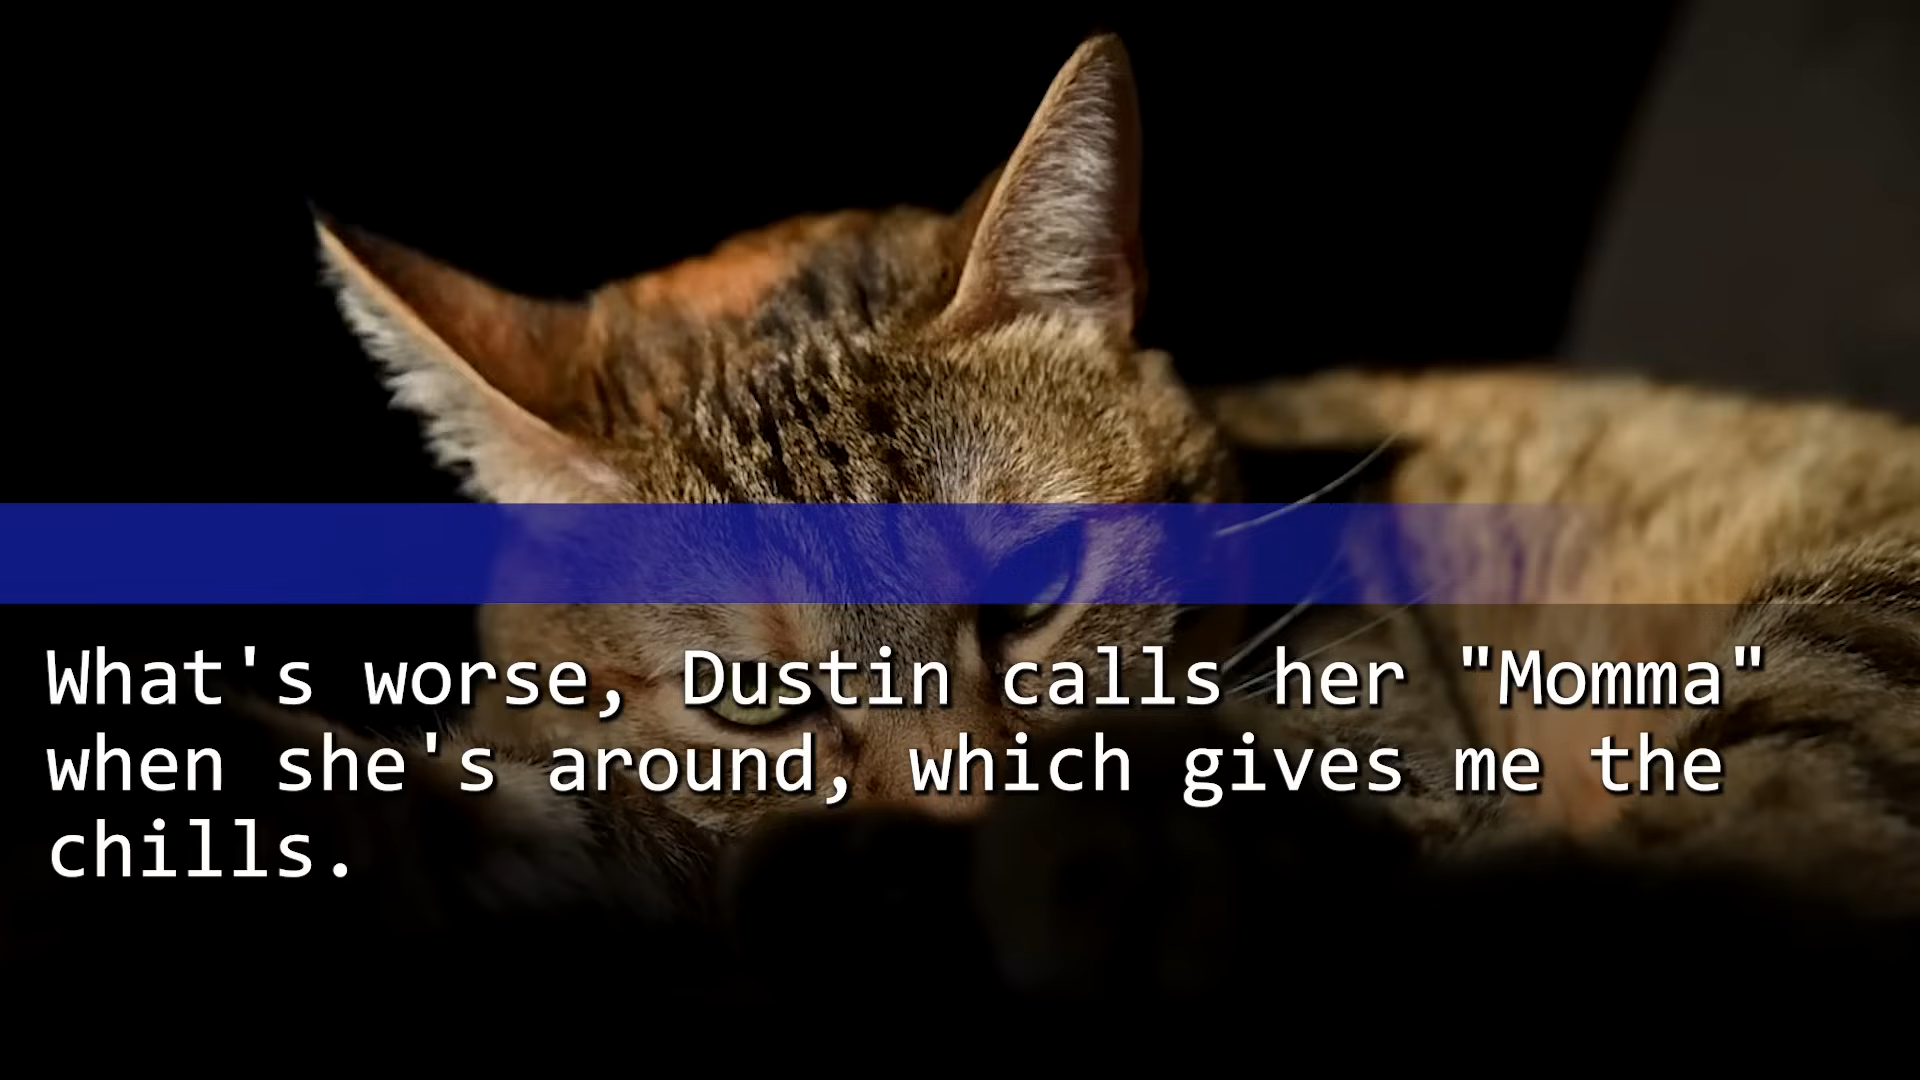 What's worse, Dustin calls her "Momma"
when she's around, which gives me the
chills.